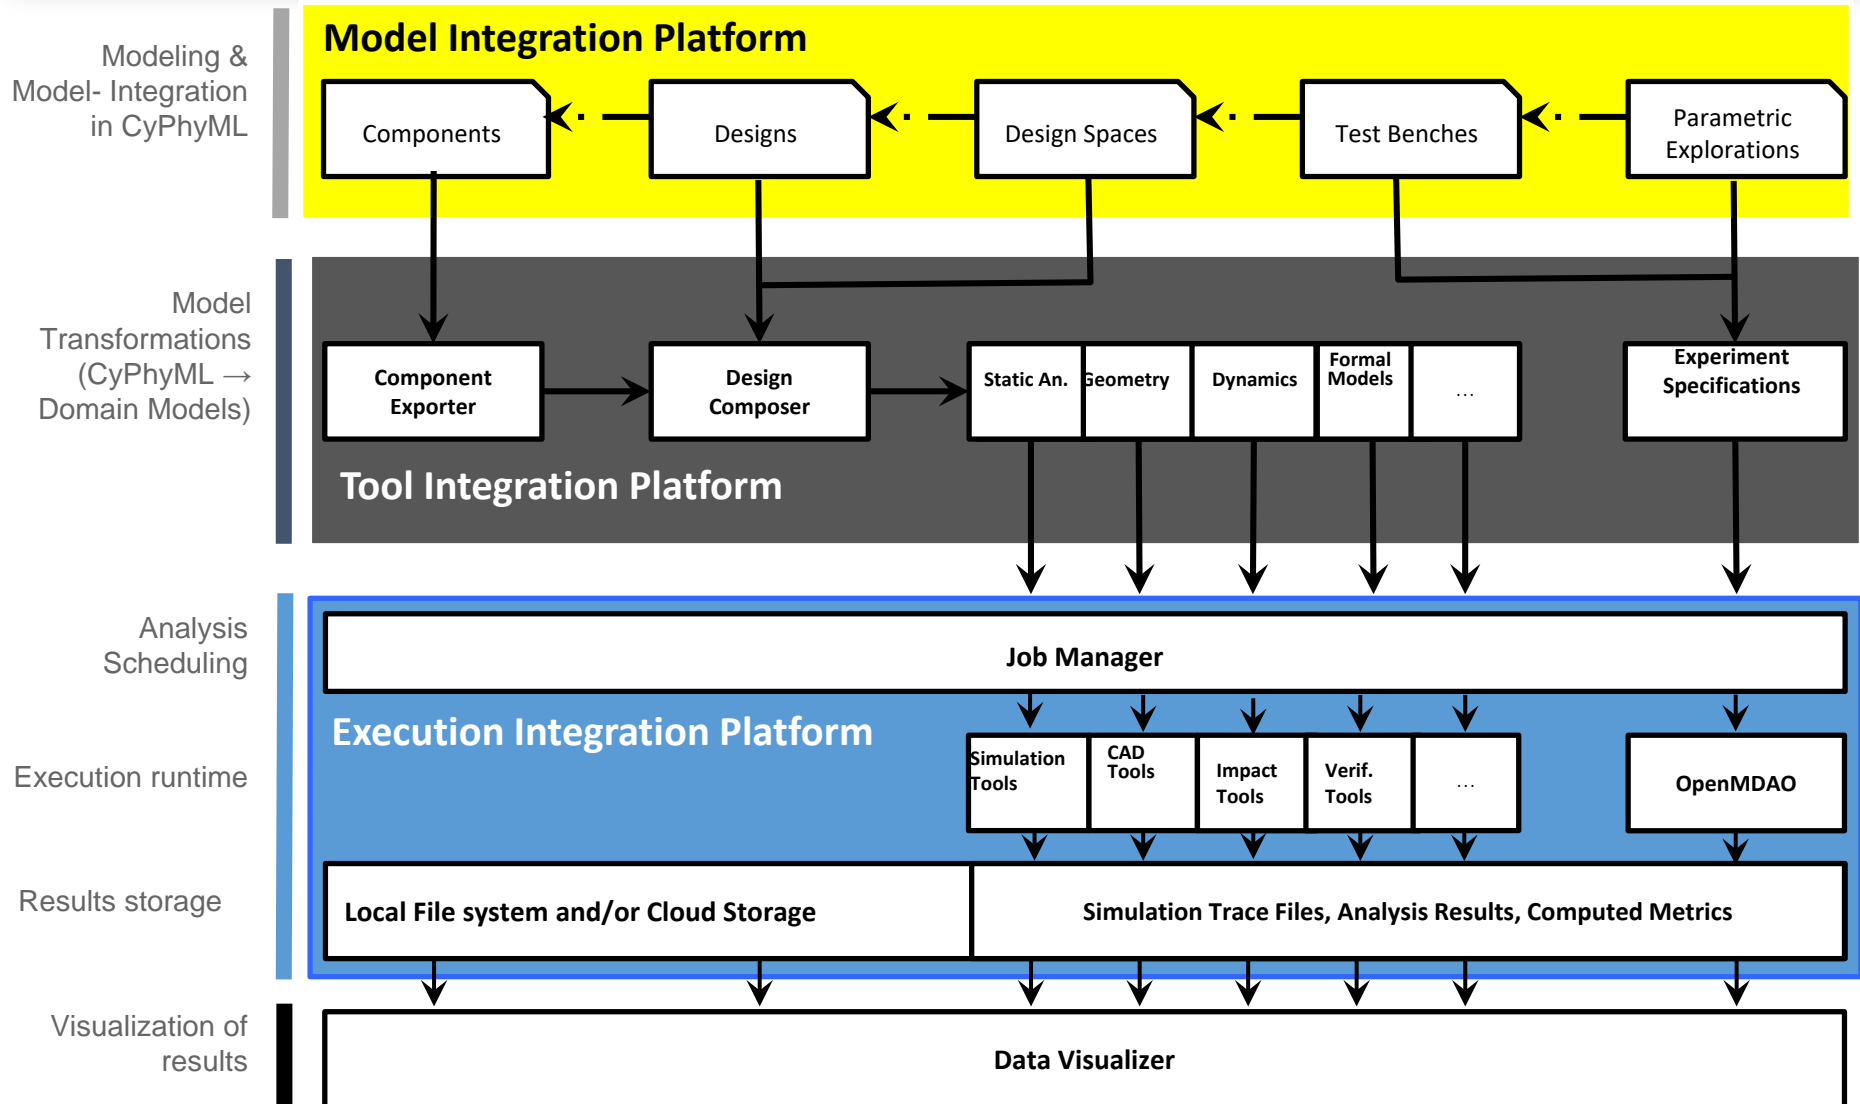 Modeling &
Model- Integration
in CyPhyML
Model Integration Platform
Components
Designs
Design Spaces
Test Benches
Parametric
Explorations
Model
Transformations
(CyPhyML →
Domain Models)
Component
Exporter
Design
Composer
Static An.
Geometry
Dynamics
Formal
Models
...
Experiment
Specifications
Tool Integration Platform
Analysis
Scheduling
Job Manager
Execution Integration Platform
Execution runtime
Simulation
Tools
CAD
Tools
Impact
Tools
Verif.
Tools
...
OpenMDAO
Results storage
Local File system and/or Cloud Storage
Simulation Trace Files, Analysis Results, Computed Metrics
Visualization of
results
Data Visualizer